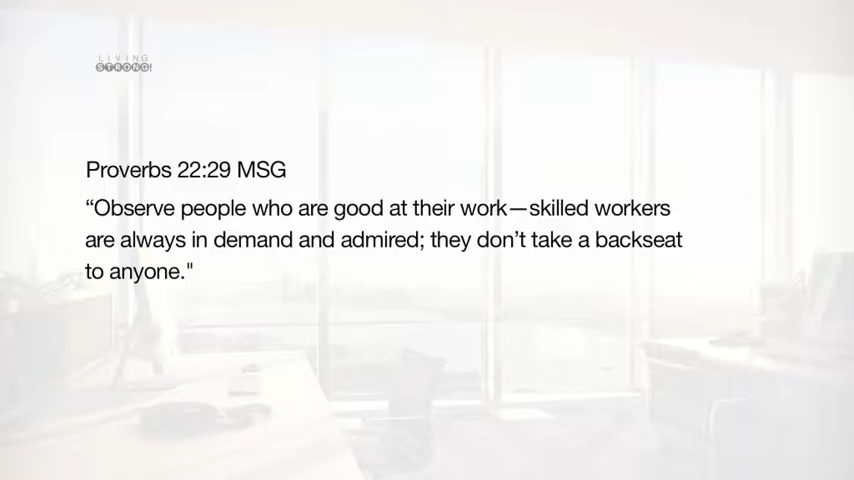 LIVING
STRONG!
Proverbs 22:29 MSG
“Observe people who are good at their work—skilled workers
are always in demand and admired; they don’t take a backseat
to anyone."